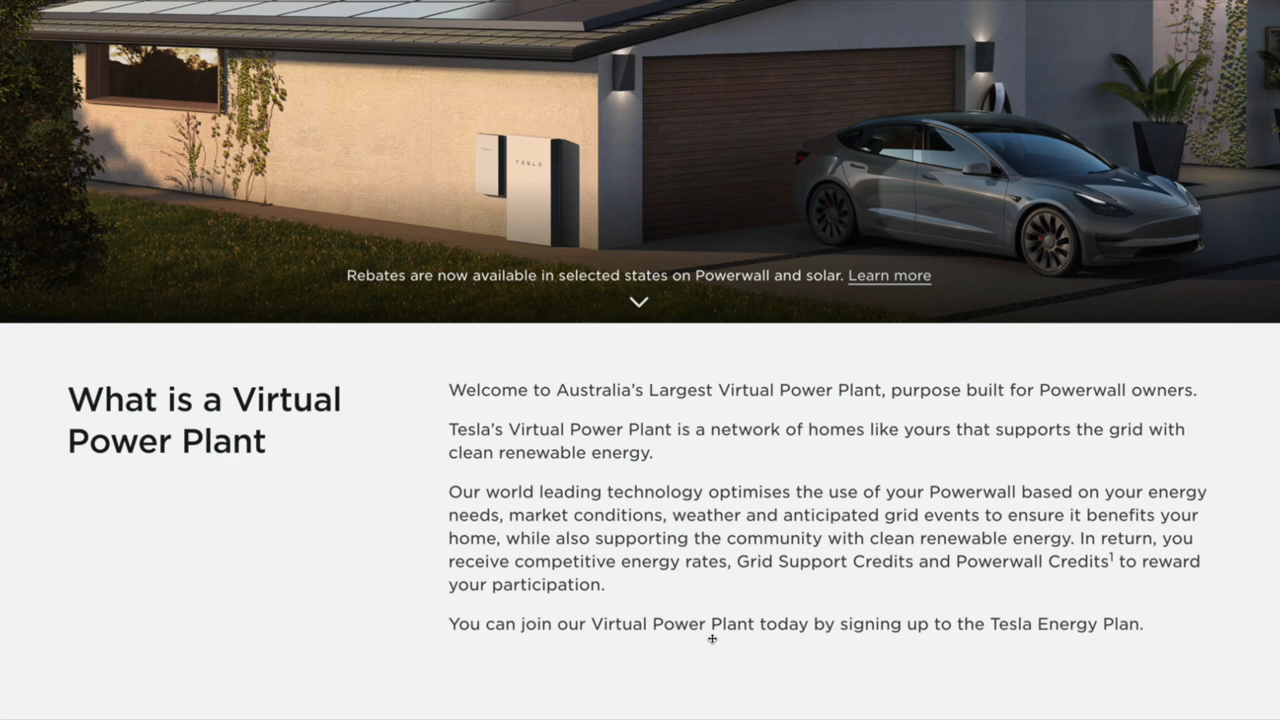 TESLA
Rebates are now available in selected states on Powerwall and solar. Learn more
What is a Virtual
Power Plant
Welcome to Australia's Largest Virtual Power Plant, purpose built for Powerwall owners.
Tesla's Virtual Power Plant is a network of homes like yours that supports the grid with
clean renewable energy.
Our world leading technology optimises the use of your Powerwall based on your energy
needs, market conditions, weather and anticipated grid events to ensure it benefits your
home, while also supporting the community with clean renewable energy. In return, you
receive competitive energy rates, Grid Support Credits and Powerwall Credits¹ to reward
your participation.
You can join our Virtual Power Plant today by signing up to the Tesla Energy Plan.